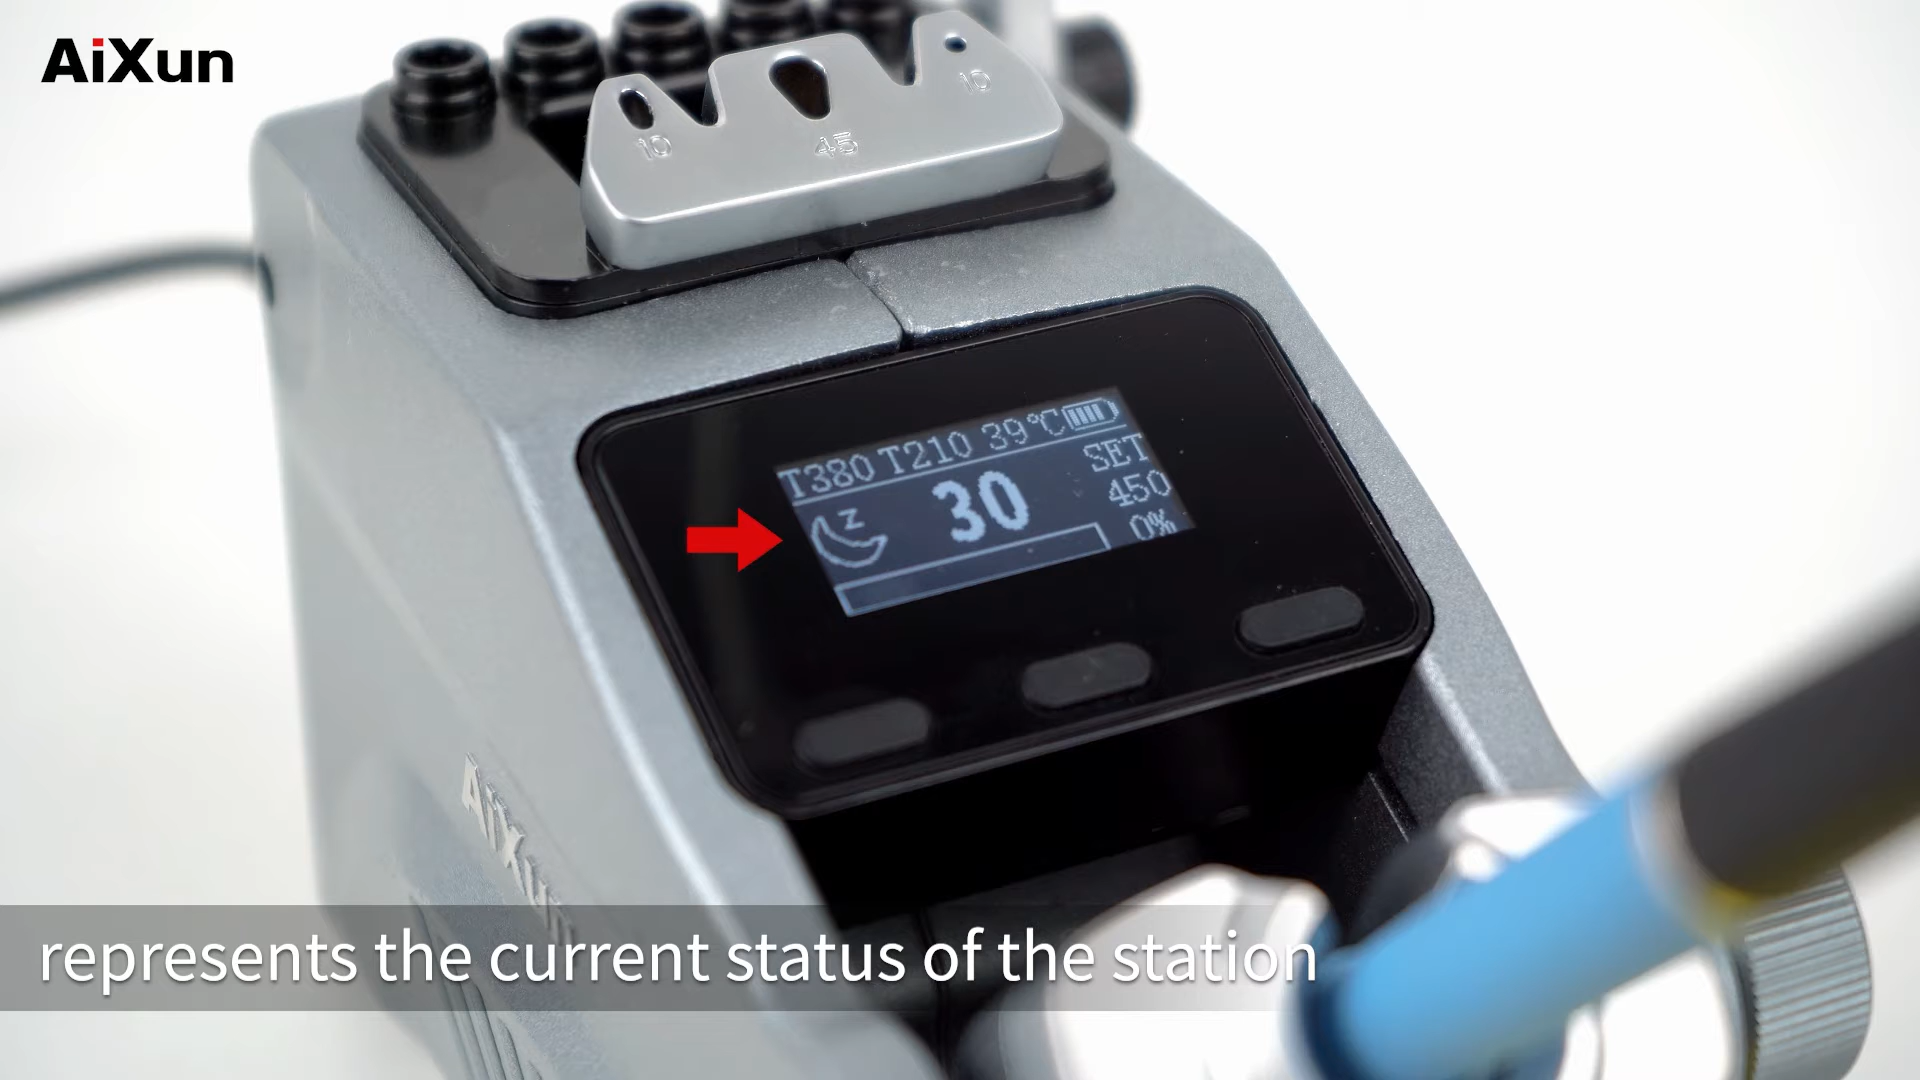 AiXun
10
45
10
T380 T210 39℃
SET
450
30
z
0%
AiXun
represents the current status of the station